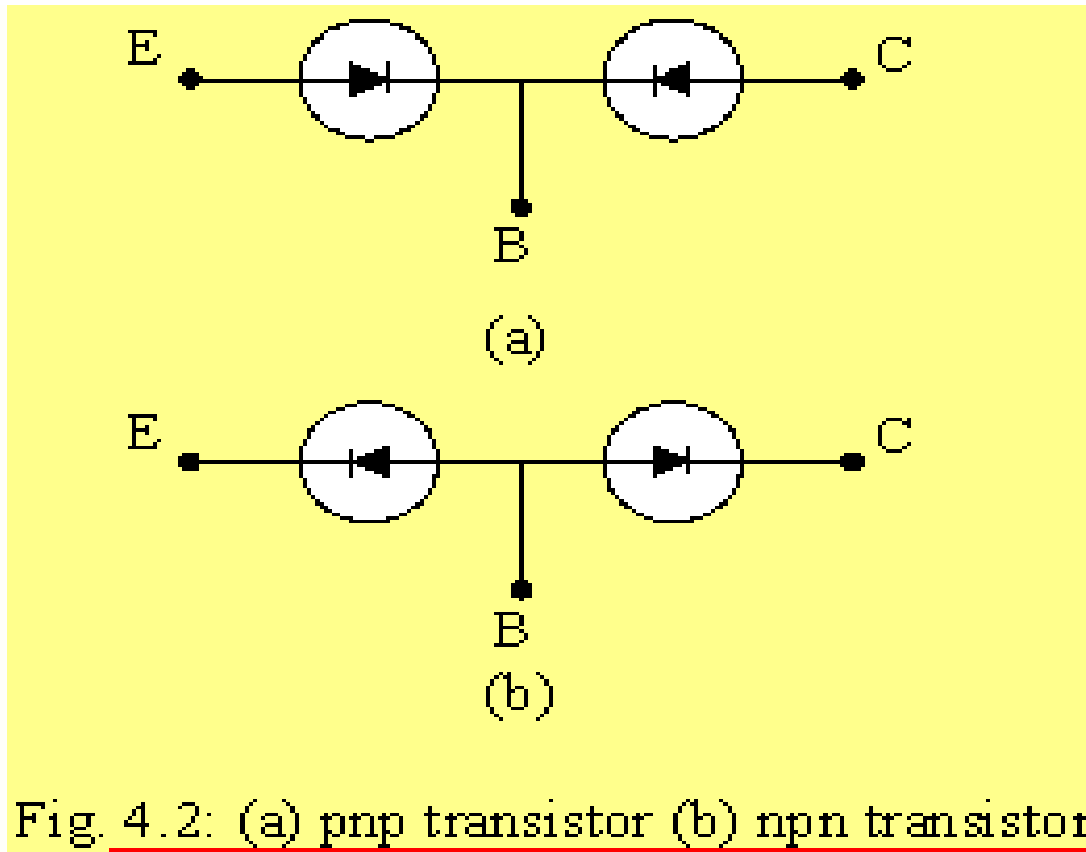 E C
B
(a)
E C
B
(b)
Fig. 4.2: (a) pnp transistor (b) npn transistor